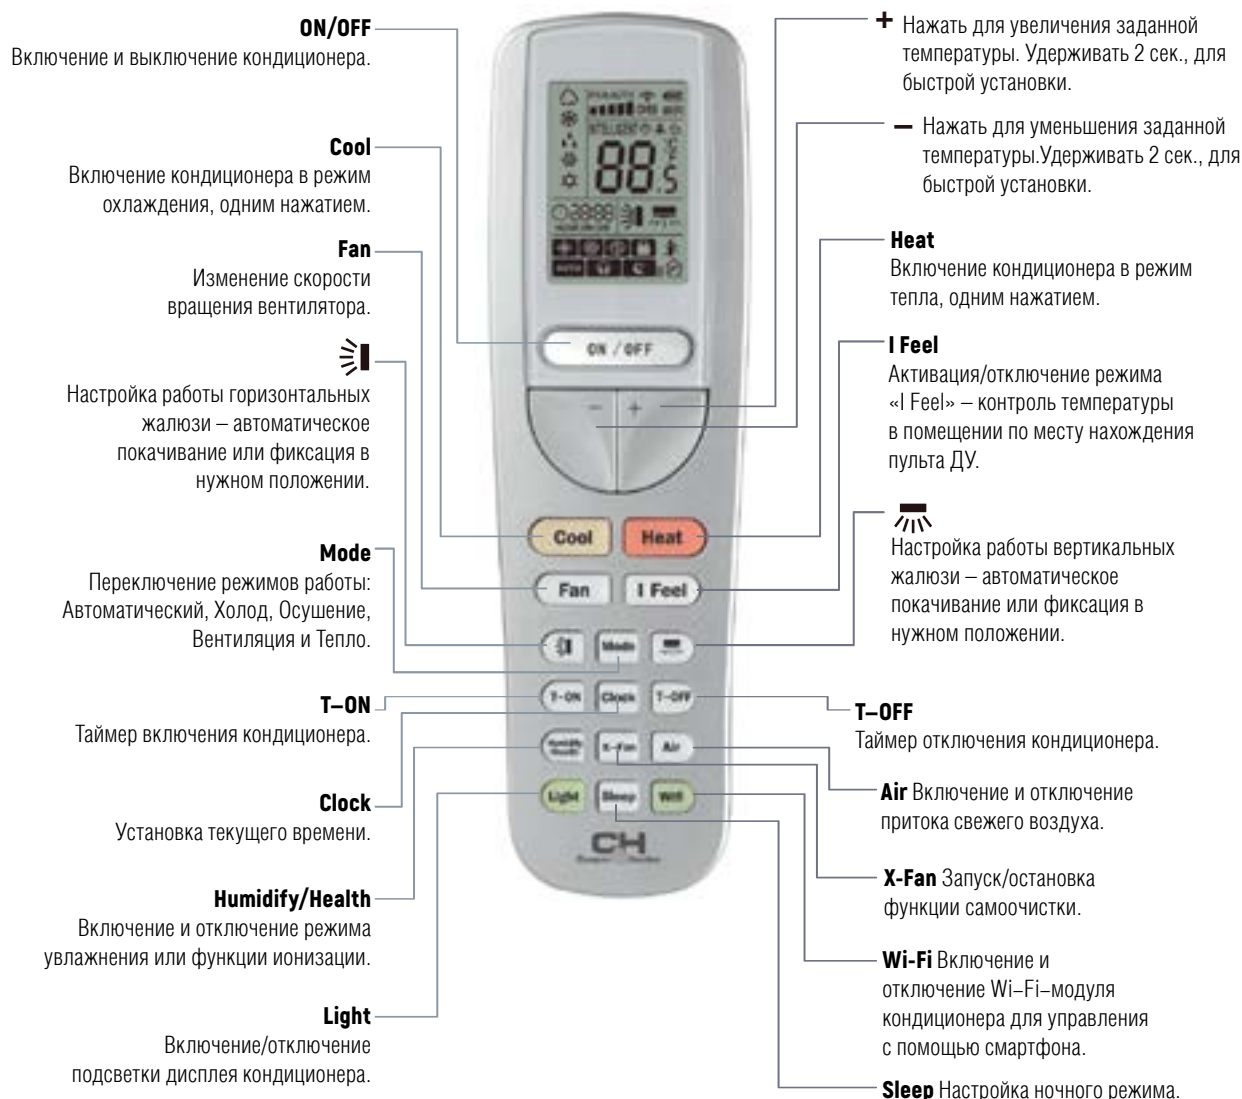 ON/OFF
Включение и выключение кондиционера.
Cool
Включение кондиционера в режим
охлаждения, одним нажатием.
Fan
Изменение скорости
вращения вентилятора.
Настройка работы горизонтальных
жалюзи – автоматическое
покачивание или фиксация в
нужном положении.
Mode
Переключение режимов работы:
Автоматический, Холод, Осушение,
Вентиляция и Тепло.
T–ON
Таймер включения кондиционера.
Clock
Установка текущего времени.
Humidify/Health
Включение и отключение режима
увлажнения или функции ионизации.
Light
Включение/отключение
подсветки дисплея кондиционера.
88.5
ON / OFF
– +
Cool Heat
Fan I Feel
Mode
T-ON Clock T-OFF
Humidify Health X-Fan Air
Light Sleep Wifi
CH
+ Нажать для увеличения заданной
температуры. Удерживать 2 сек., для
быстрой установки.
– Нажать для уменьшения заданной
температуры.Удерживать 2 сек., для
быстрой установки.
Heat
Включение кондиционера в режим
тепла, одним нажатием.
I Feel
Активация/отключение режима
«I Feel» – контроль температуры
в помещении по месту нахождения
пульта ДУ.
Настройка работы вертикальных
жалюзи – автоматическое
покачивание или фиксация в
нужном положении.
T–OFF
Таймер отключения кондиционера.
Air Включение и отключение
притока свежего воздуха.
X-Fan Запуск/остановка
функции самоочистки.
Wi-Fi Включение и
отключение Wi–Fi–модуля
кондиционера для управления
с помощью смартфона.
Sleep Настройка ночного режима.